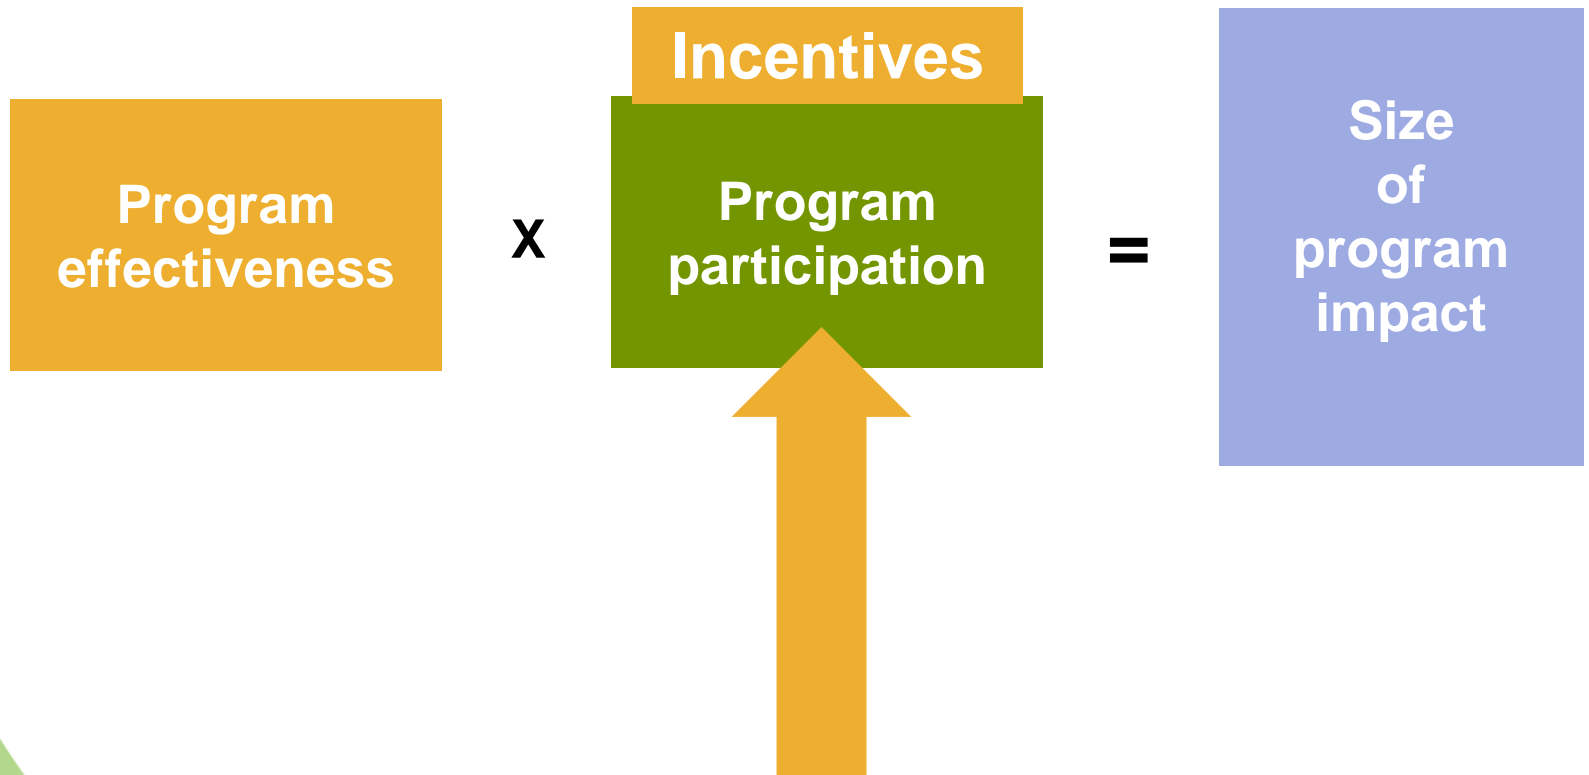 Incentives
Program
effectiveness
x
Program
participation
=
Size
of
program
impact